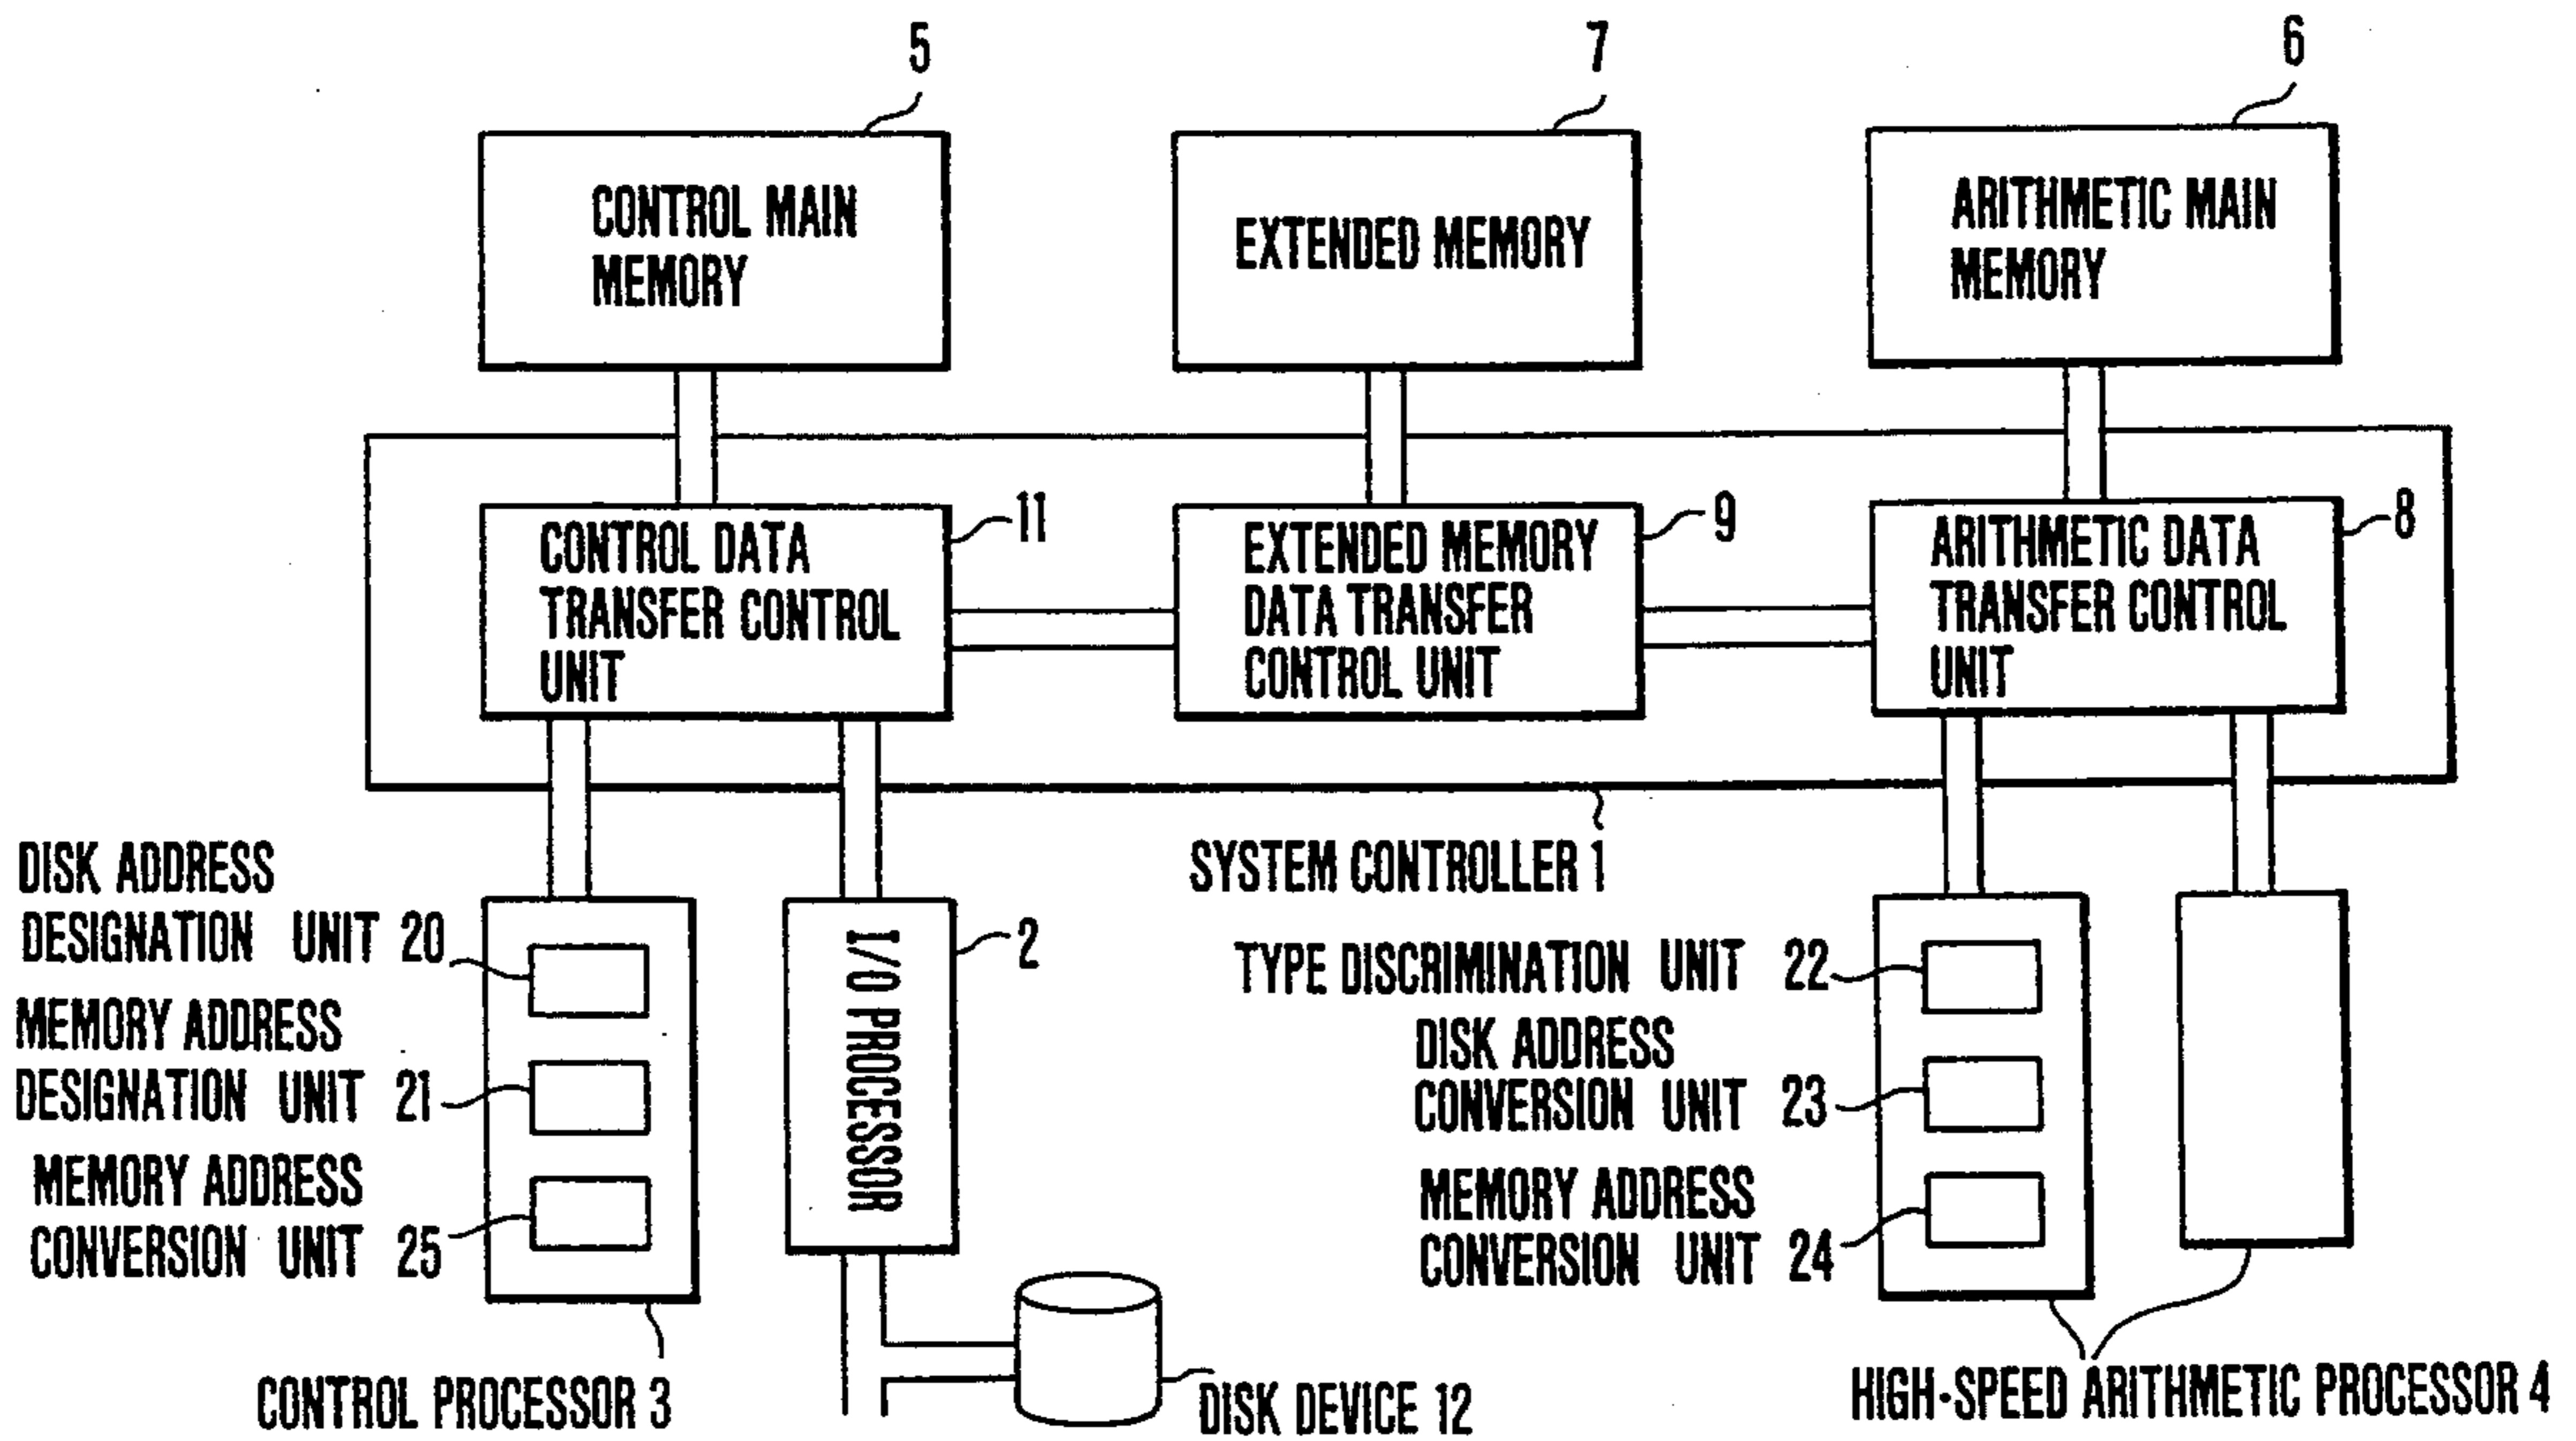 5
7
6
CONTROL MAIN
MEMORY
EXTENDED MEMORY
ARITHMETIC MAIN
MEMORY
11
9
8
CONTROL DATA
TRANSFER CONTROL
UNIT
EXTENDED MEMORY
DATA TRANSFER
CONTROL UNIT
ARITHMETIC DATA
TRANSFER CONTROL
UNIT
SYSTEM CONTROLLER 1
DISK ADDRESS
DESIGNATION UNIT 20
MEMORY ADDRESS
DESIGNATION UNIT 21
MEMORY ADDRESS
CONVERSION UNIT 25
I/O PROCESSOR
2
TYPE DISCRIMINATION UNIT 22
DISK ADDRESS
CONVERSION UNIT 23
MEMORY ADDRESS
CONVERSION UNIT 24
CONTROL PROCESSOR 3
DISK DEVICE 12
HIGH-SPEED ARITHMETIC PROCESSOR 4